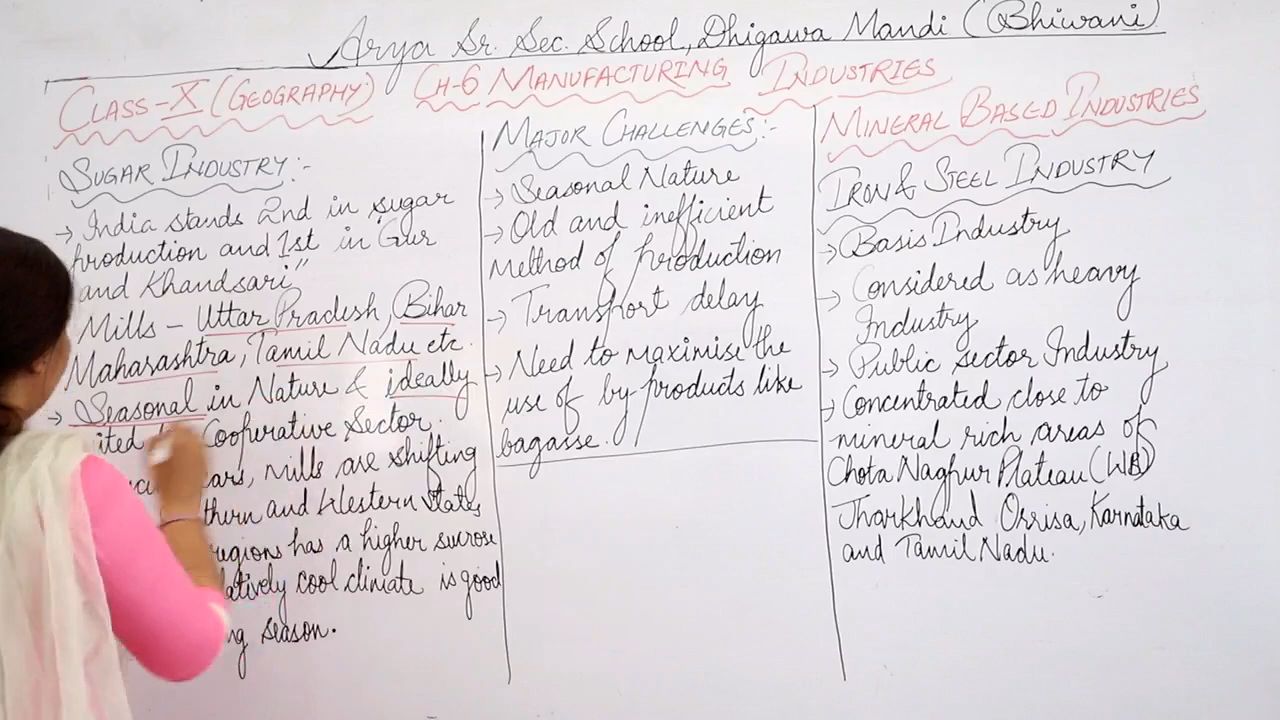 Arya Sr. Sec. School, Dhigawa Mandi (Bhiwani)
CLASS-X (GEOGRAPHY) CH-6 MANUFACTURING INDUSTRIES
SUGAR INDUSTRY:-
→ India stands 2nd in sugar
production and 1st in "Gur
and Khandsari"
Mills - Uttar Pradesh, Bihar
Maharashtra, Tamil Nadu etc.
→ Seasonal in Nature & ideally
Cooperative Sector.
Mills are shifting
and Western States
regions has a higher sucrose
cool climate is good
season.
MAJOR CHALLENGES:-
→ Seasonal Nature
→ Old and inefficient
Method of production
→ Transport delay
→ Need to maximise the
use of by-products like
bagasse.
MINERAL BASED INDUSTRIES
IRON & STEEL INDUSTRY
→ Basis Industry
→ Considered as heavy
Industry
→ Public sector Industry
→ Concentrated close to
mineral rich areas of
Chota Nagpur Plateau (WB)
Jharkhand Orrisa, Karnataka
and Tamil Nadu.